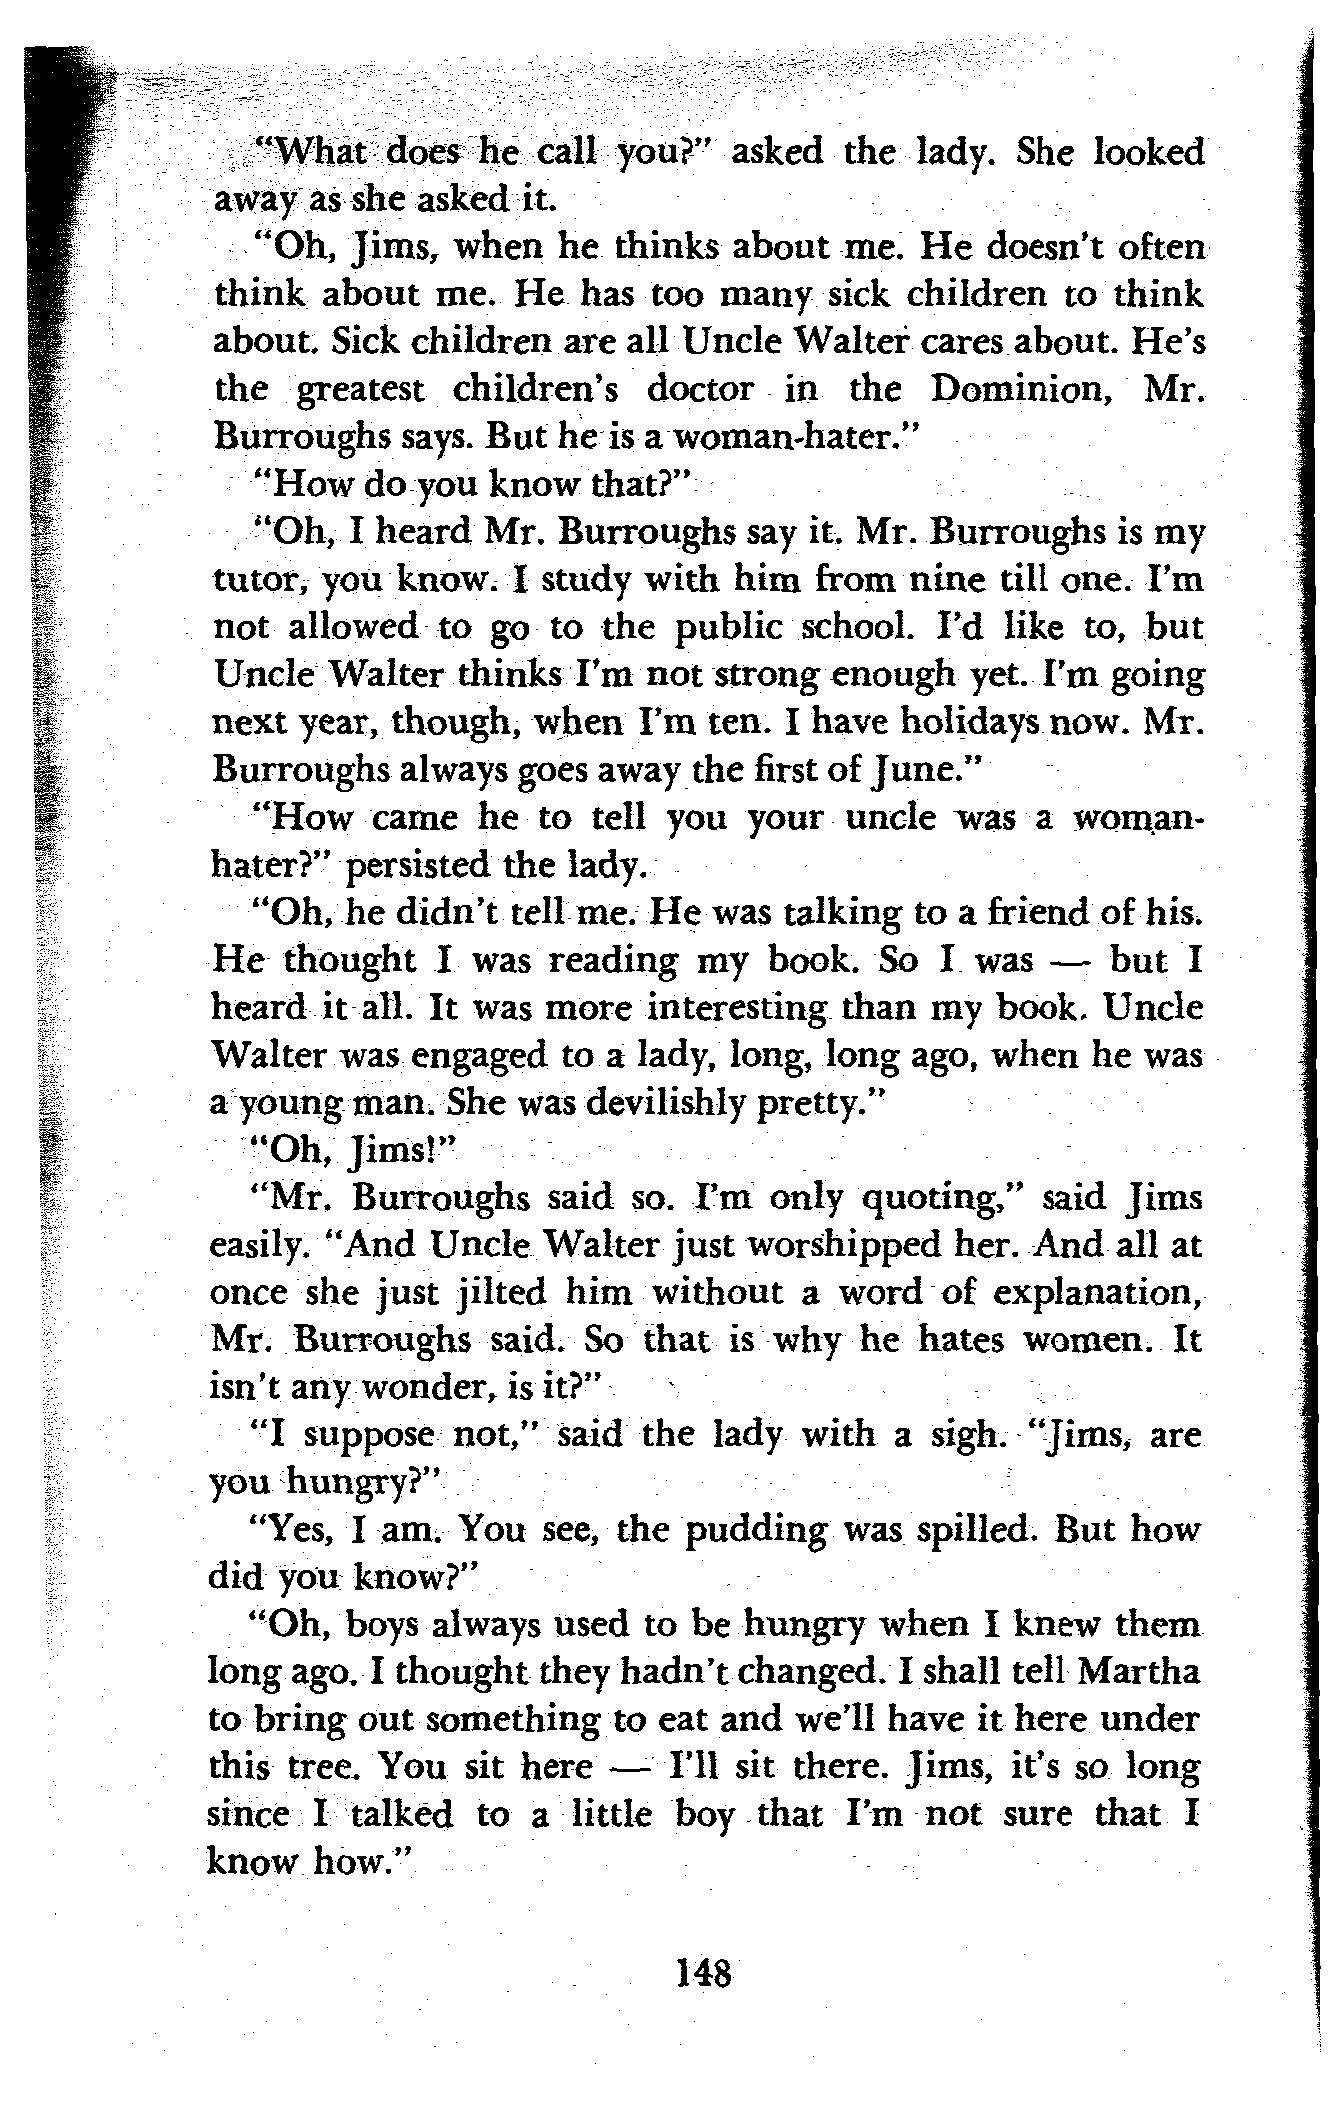 “What does he call you?” asked the lady. She looked
away as she asked it.
“Oh, Jims, when he thinks about me. He doesn’t often
think about me. He has too many sick children to think
about. Sick children are all Uncle Walter cares about. He’s
the greatest children’s doctor in the Dominion, Mr.
Burroughs says. But he is a woman-hater.”
“How do you know that?”
“Oh, I heard Mr. Burroughs say it. Mr. Burroughs is my
tutor, you know. I study with him from nine till one. I’m
not allowed to go to the public school. I’d like to, but
Uncle Walter thinks I’m not strong enough yet. I’m going
next year, though, when I’m ten. I have holidays now. Mr.
Burroughs always goes away the first of June.”
“How came he to tell you your uncle was a woman-
hater?” persisted the lady.
“Oh, he didn’t tell me. He was talking to a friend of his.
He thought I was reading my book. So I was — but I
heard it all. It was more interesting than my book. Uncle
Walter was engaged to a lady, long, long ago, when he was
a young man. She was devilishly pretty.”
“Oh, Jims!”
“Mr. Burroughs said so. I’m only quoting,” said Jims
easily. “And Uncle Walter just worshipped her. And all at
once she just jilted him without a word of explanation,
Mr. Burroughs said. So that is why he hates women. It
isn’t any wonder, is it?”
“I suppose not,” said the lady with a sigh. “Jims, are
you hungry?”
“Yes, I am. You see, the pudding was spilled. But how
did you know?”
“Oh, boys always used to be hungry when I knew them
long ago. I thought they hadn’t changed. I shall tell Martha
to bring out something to eat and we’ll have it here under
this tree. You sit here — I’ll sit there. Jims, it’s so long
since I talked to a little boy that I’m not sure that I
know how.”
148